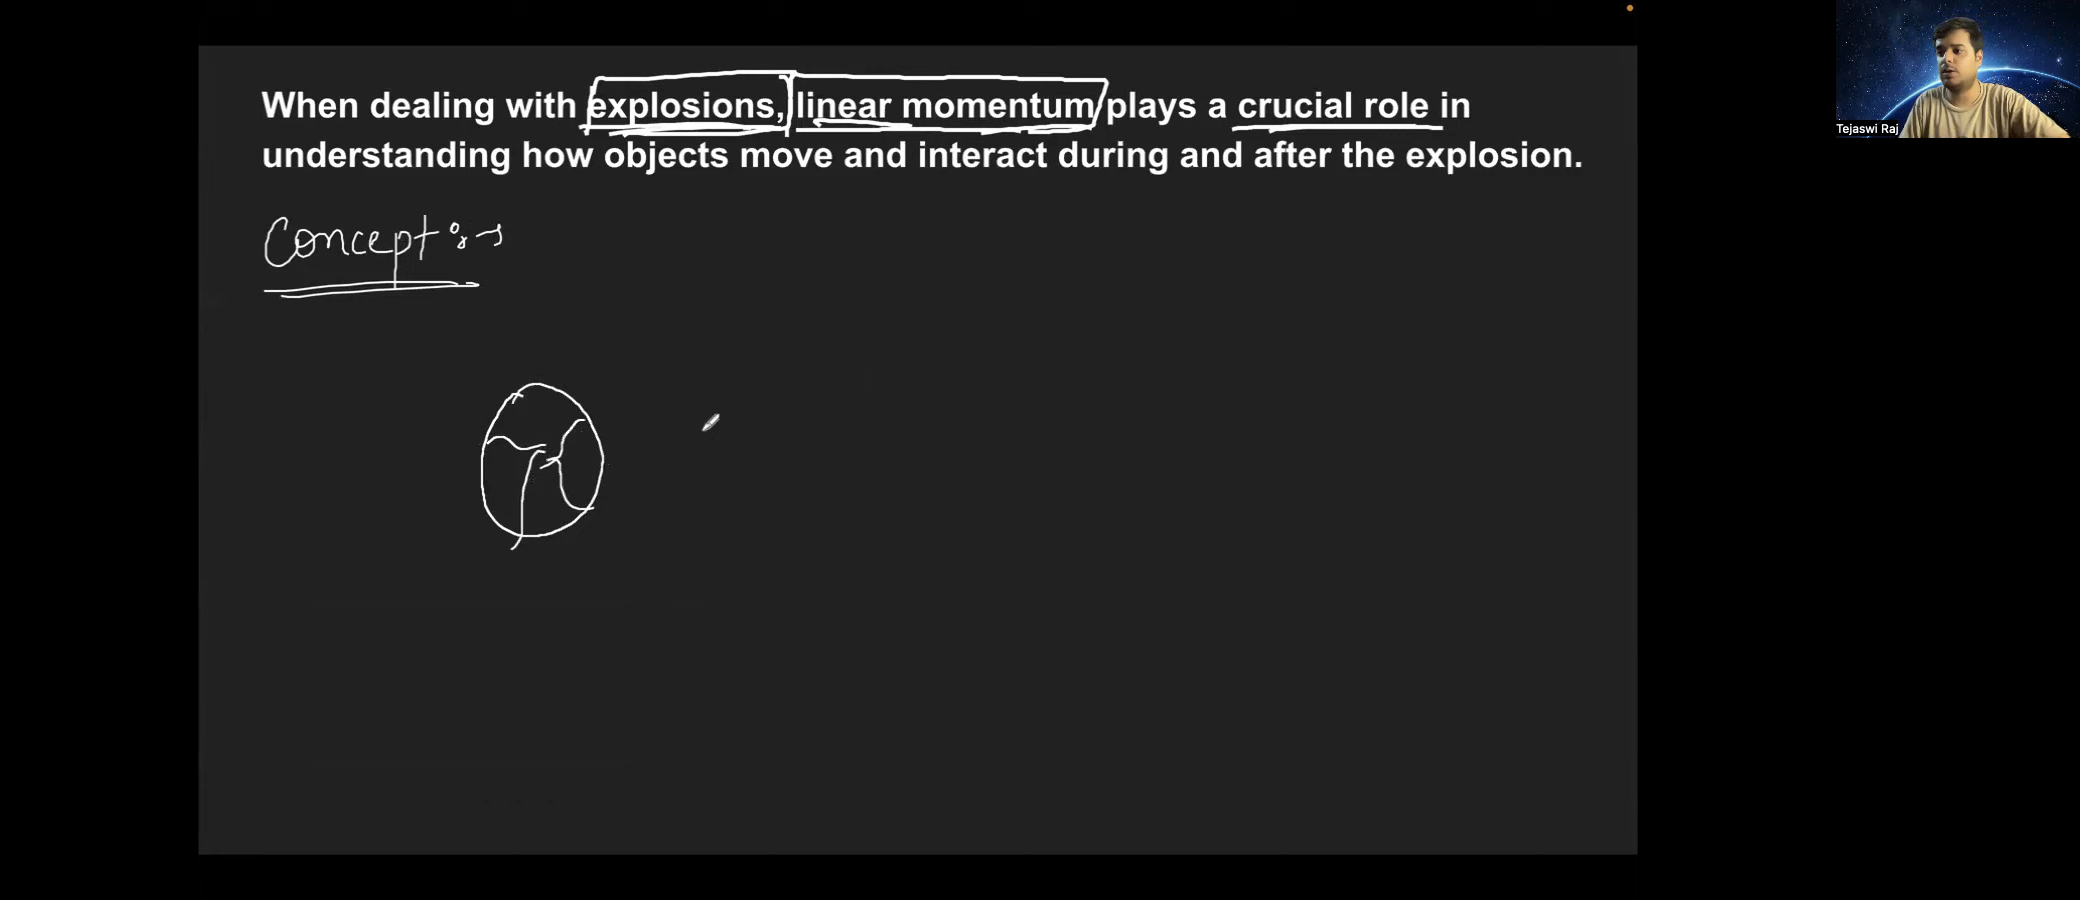 When dealing with explosions, linear momentum plays a crucial role in
understanding how objects move and interact during and after the explosion.
Concept :→
Tejaswi Raj